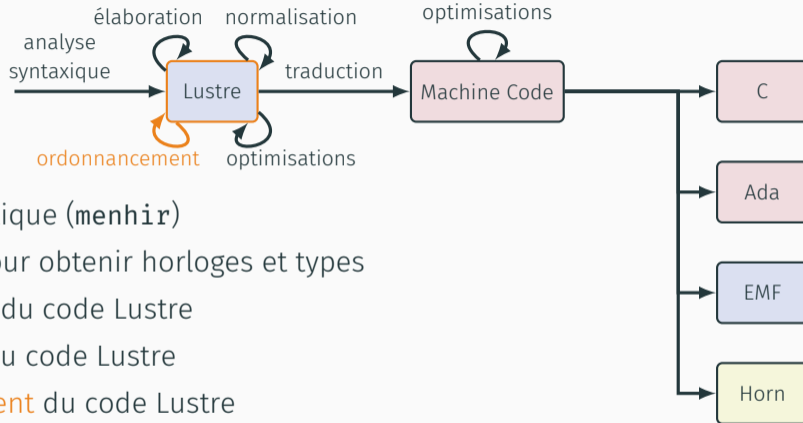 élaboration normalisation optimisations
analyse
syntaxique
Lustre traduction Machine Code C
ordonnancement optimisations
Ada
ique (menhir)
our obtenir horloges et types
EMF
du code Lustre
u code Lustre
Horn
ent du code Lustre